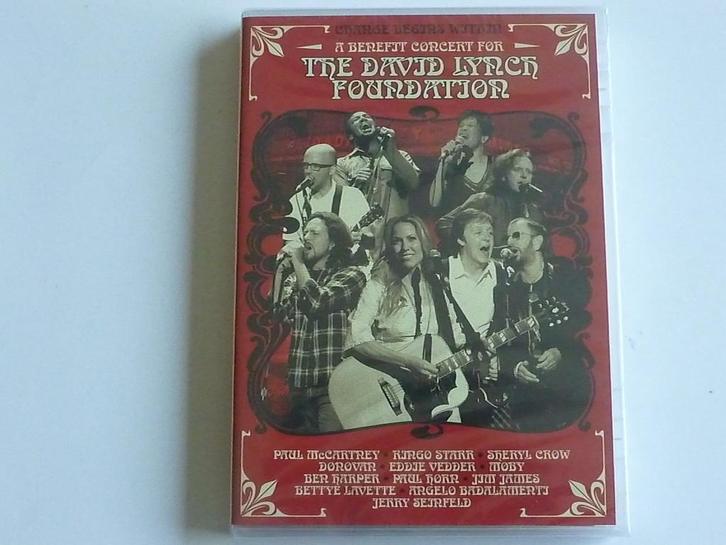 CHANGE BEGINS WITHIN
A BENEFIT CONCERT FOR
THE DAVID LYNCH
FOUNDATION
PAUL McCARTNEY • RINGO STARR • SHERYL CROW
DONOVAN • EDDIE VEDDER • MOBY
BEN HARPER • PAUL HORN • JIM JAMES
BETTYE LAVETTE • ANGELO BADALAMENTI
JERRY SEINFELD